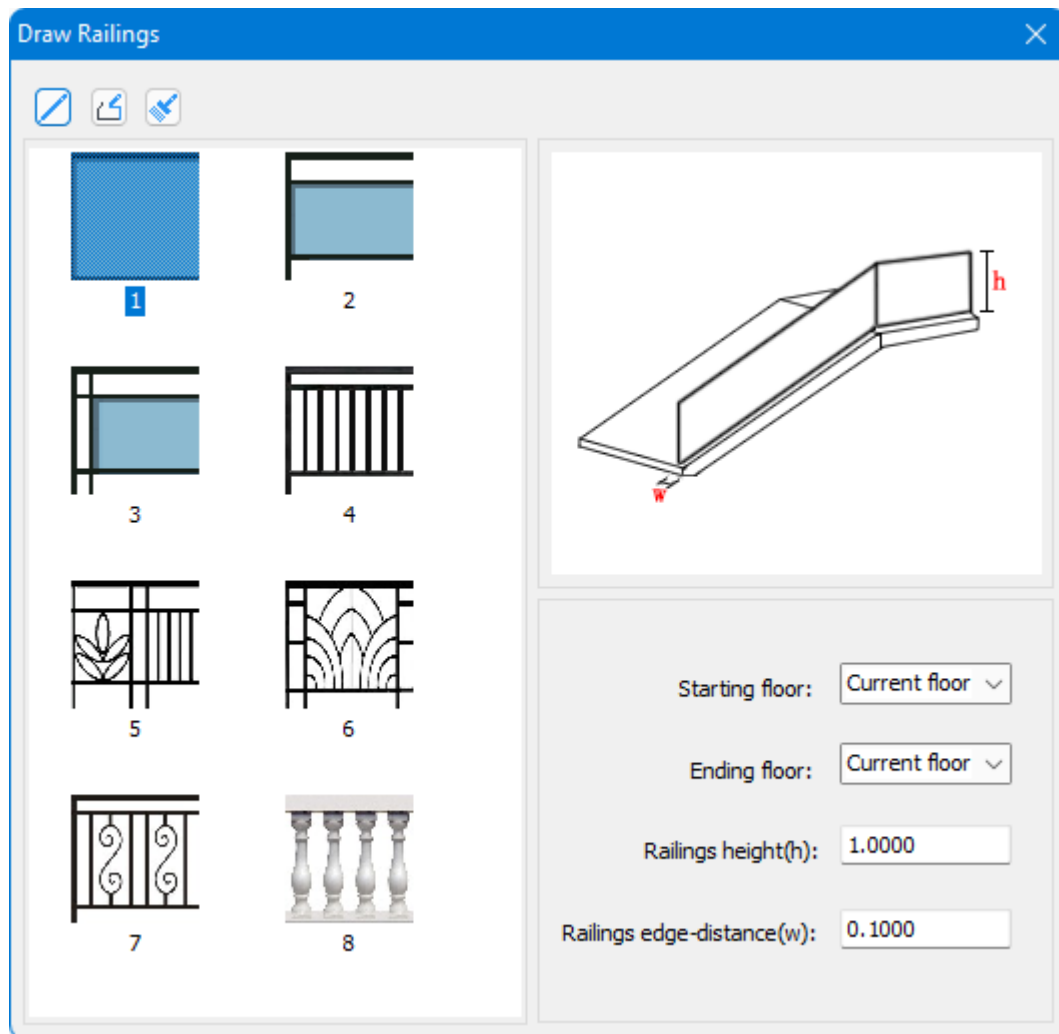 Draw Railings
1
2
3
4
5
6
7
8
h
w
Starting floor: Current floor
Ending floor: Current floor
Railings height(h): 1.0000
Railings edge-distance(w): 0.1000